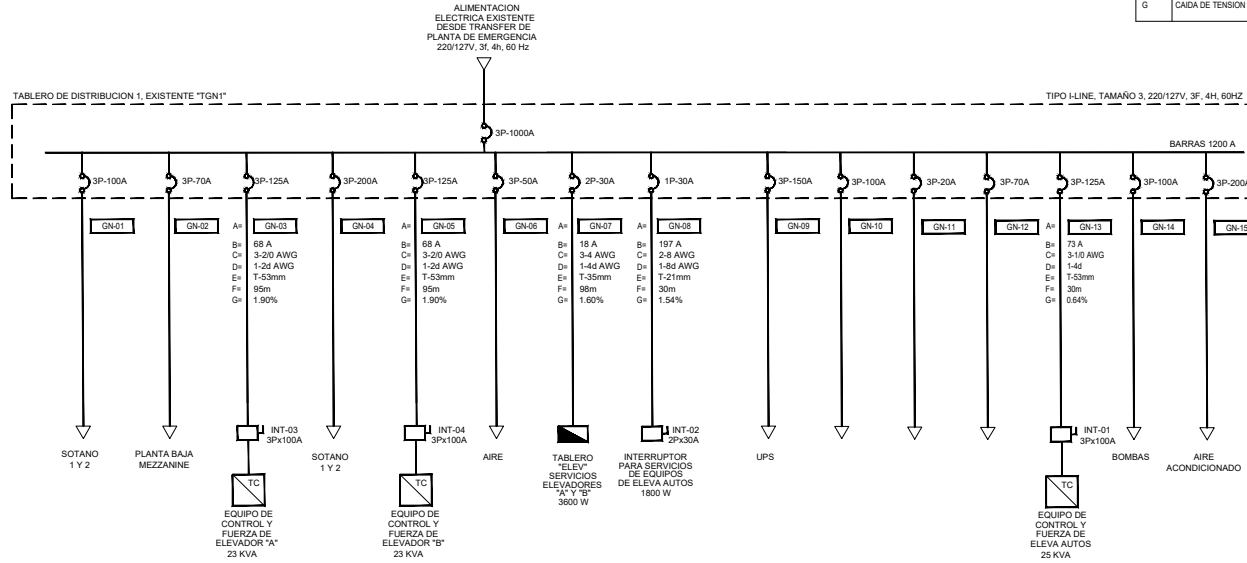 ALIMENTACION
ELECTRICA EXISTENTE
DESDE TRANSFER DE
PLANTA DE EMERGENCIA
220/127V, 3f, 4h, 60 Hz
G CAIDA DE TENSION
TABLERO DE DISTRIBUCION 1, EXISTENTE "TGN1"
TIPO I-LINE, TAMAÑO 3, 220/127V, 3F, 4H, 60HZ
3P-1000A
BARRAS 1200 A
3P-100A
3P-70A
3P-125A
3P-200A
3P-125A
3P-50A
2P-30A
1P-30A
3P-150A
3P-100A
3P-20A
3P-70A
3P-125A
3P-100A
3P-200A
GN-01
GN-02
A= GN-03
B= 68 A
C= 3-2/0 AWG
D= 1-2d AWG
E= T-53mm
F= 95m
G= 1.90%
GN-04
A= GN-05
B= 68 A
C= 3-2/0 AWG
D= 1-2d AWG
E= T-53mm
F= 95m
G= 1.90%
GN-06
A= GN-07
B= 18 A
C= 3-4 AWG
D= 1-4d AWG
E= T-35mm
F= 98m
G= 1.60%
A= GN-08
B= 197 A
C= 2-8 AWG
D= 1-8d AWG
E= T-21mm
F= 30m
G= 1.54%
GN-09
GN-10
GN-11
GN-12
A= GN-13
B= 73 A
C= 3-1/0 AWG
D= 1-4d
E= T-53mm
F= 30m
G= 0.64%
GN-14
GN-15
SOTANO
1 Y 2
PLANTA BAJA
MEZZANINE
INT-03
3Px100A
TC
EQUIPO DE
CONTROL Y
FUERZA DE
ELEVADOR "A"
23 KVA
SOTANO
1 Y 2
INT-04
3Px100A
TC
EQUIPO DE
CONTROL Y
FUERZA DE
ELEVADOR "B"
23 KVA
AIRE
TABLERO
"ELEV"
SERVICIOS
ELEVADORES
"A" Y "B"
3600 W
INT-02
2Px30A
INTERRUPTOR
PARA SERVICIOS
DE EQUIPOS
DE ELEVA AUTOS
1800 W
UPS
INT-01
3Px100A
TC
EQUIPO DE
CONTROL Y
FUERZA DE
ELEVA AUTOS
25 KVA
BOMBAS
AIRE
ACONDICIONADO